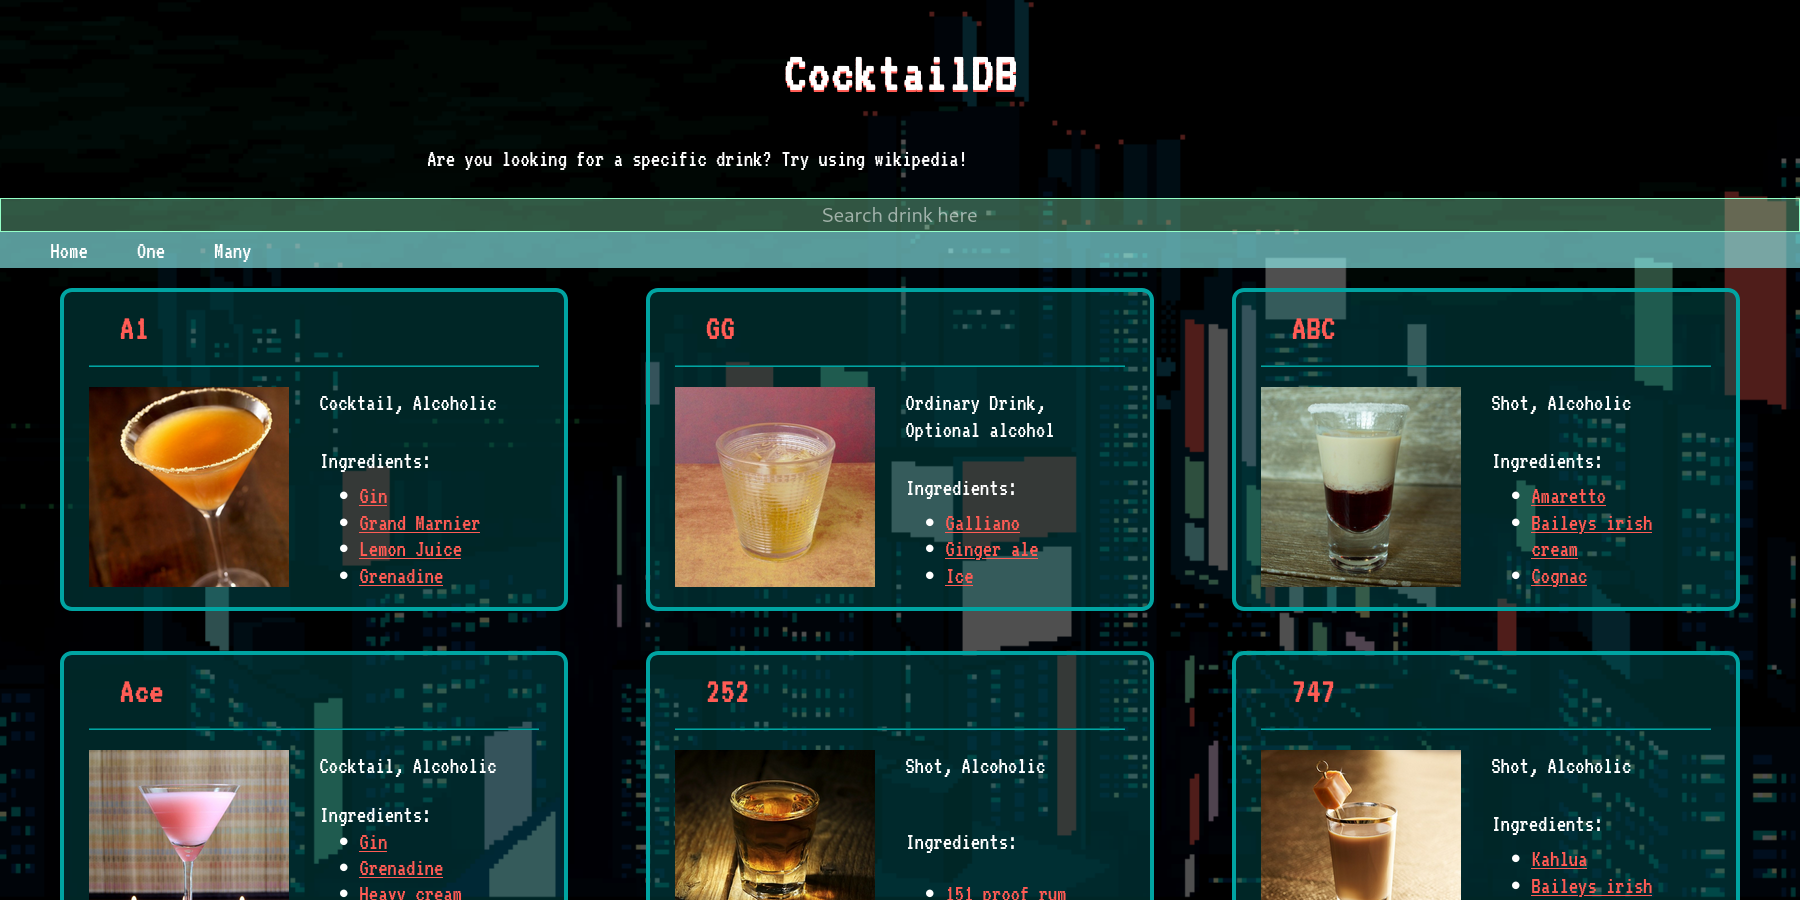 CocktailDB
Are you looking for a specific drink? Try using wikipedia!
Search drink here
Home One Many
A1
Cocktail, Alcoholic
Ingredients:
Gin
Grand Marnier
Lemon Juice
Grenadine
GG
Ordinary Drink,
Optional alcohol
Ingredients:
Galliano
Ginger ale
Ice
ABC
Shot, Alcoholic
Ingredients:
Amaretto
Baileys irish
cream
Cognac
Ace
Cocktail, Alcoholic
Ingredients:
Gin
Grenadine
Heavy cream
252
Shot, Alcoholic
Ingredients:
151 proof rum
747
Shot, Alcoholic
Ingredients:
Kahlua
Baileys irish